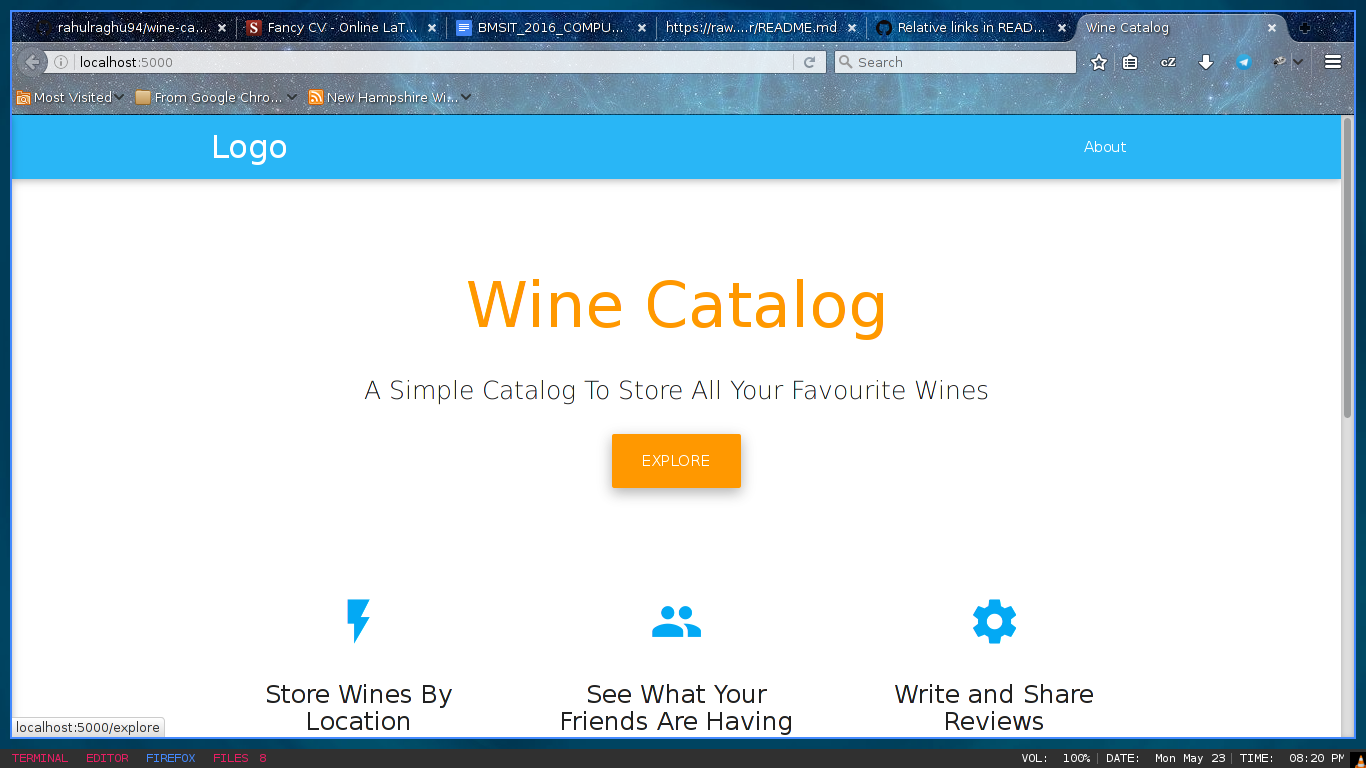 rahulraghu94/wine-ca...
Fancy CV - Online LaT...
BMSIT_2016_COMPU...
https://raw....r/README.md
Relative links in READ...
Wine Catalog
localhost:5000
Search
cZ
Most Visited
From Google Chro...
New Hampshire Wi...
Logo
About
Wine Catalog
A Simple Catalog To Store All Your Favourite Wines
EXPLORE
Store Wines By
Location
See What Your
Friends Are Having
Write and Share
Reviews
localhost:5000/explore
TERMINAL EDITOR FIREFOX FILES 8
VOL: 100% | DATE: Mon May 23 | TIME: 08:20 PM